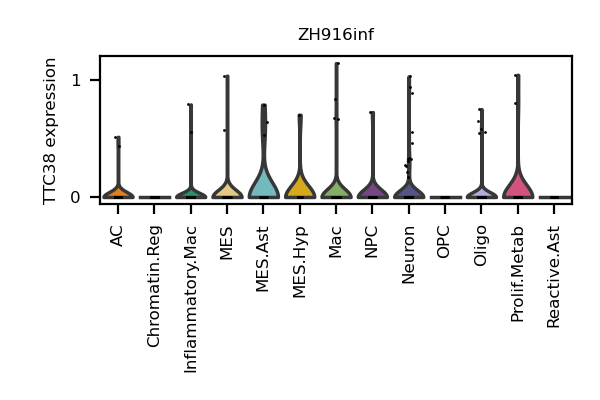 ZH916inf
TTC38 expression
1
0
AC
Chromatin.Reg
Inflammatory.Mac
MES
MES.Ast
MES.Hyp
Mac
NPC
Neuron
OPC
Oligo
Prolif.Metab
Reactive.Ast